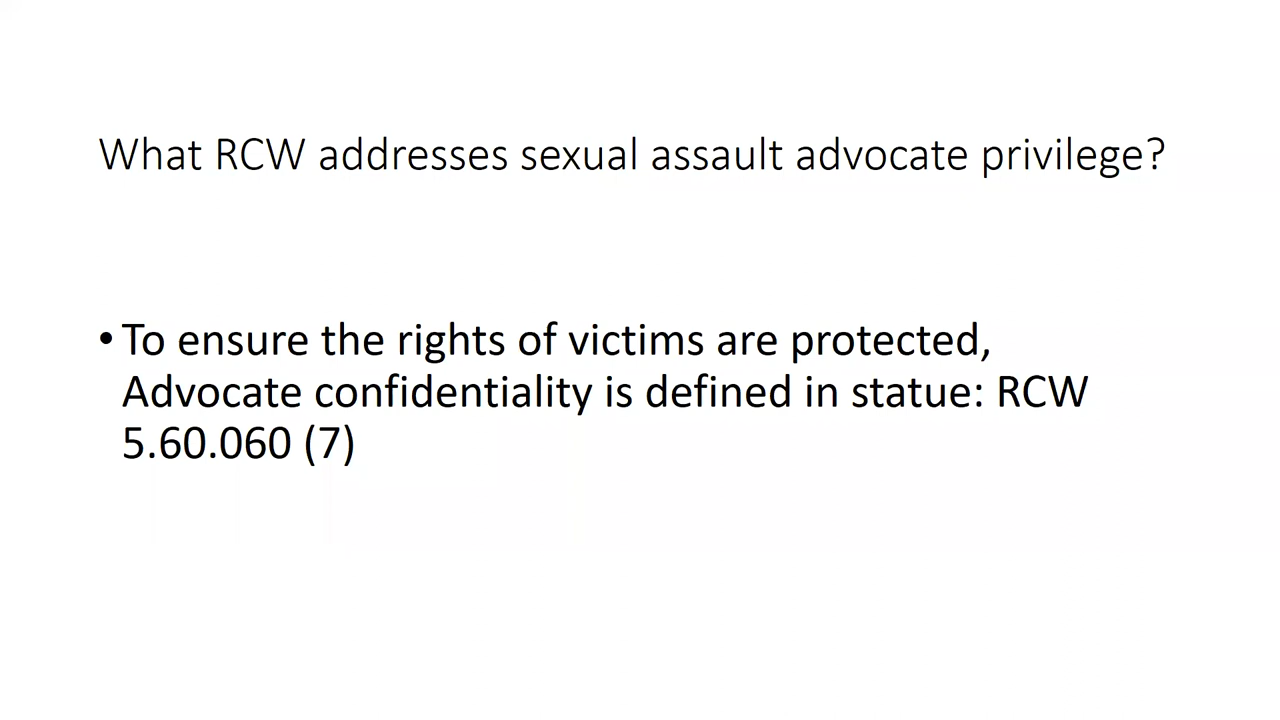 What RCW addresses sexual assault advocate privilege?
• To ensure the rights of victims are protected,
Advocate confidentiality is defined in statue: RCW
5.60.060 (7)